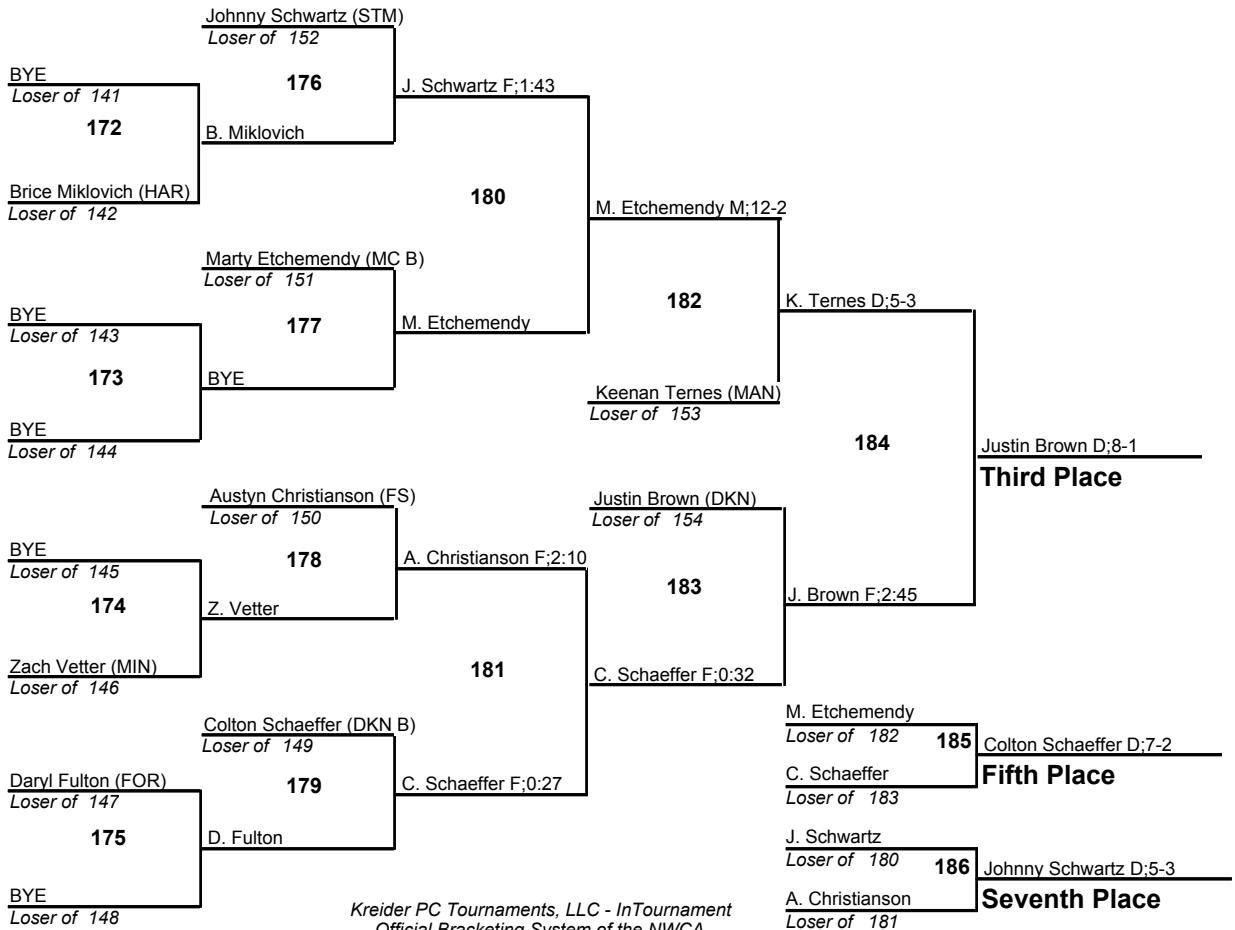 Johnny Schwartz (STM)
Loser of 152
BYE
Loser of 141
176
J. Schwartz F;1:43
172
B. Miklovich
Brice Miklovich (HAR)
Loser of 142
180
M. Etchemendy M;12-2
Marty Etchemendy (MC B)
Loser of 151
BYE
Loser of 143
177
M. Etchemendy
182
K. Ternes D;5-3
173
BYE
Keenan Ternes (MAN)
Loser of 153
BYE
Loser of 144
184
Justin Brown D;8-1
Third Place
Austyn Christianson (FS)
Loser of 150
Justin Brown (DKN)
Loser of 154
BYE
Loser of 145
178
A. Christianson F;2:10
174
Z. Vetter
183
J. Brown F;2:45
Zach Vetter (MIN)
Loser of 146
181
C. Schaeffer F;0:32
Colton Schaeffer (DKN B)
Loser of 149
M. Etchemendy
Loser of 182
185
Colton Schaeffer D;7-2
Fifth Place
Daryl Fulton (FOR)
Loser of 147
179
C. Schaeffer F;0:27
C. Schaeffer
Loser of 183
175
D. Fulton
J. Schwartz
Loser of 180
186
Johnny Schwartz D;5-3
Seventh Place
BYE
Loser of 148
A. Christianson
Loser of 181
Kreider PC Tournaments, LLC - InTournament
Official Bracketing System of the NWCA